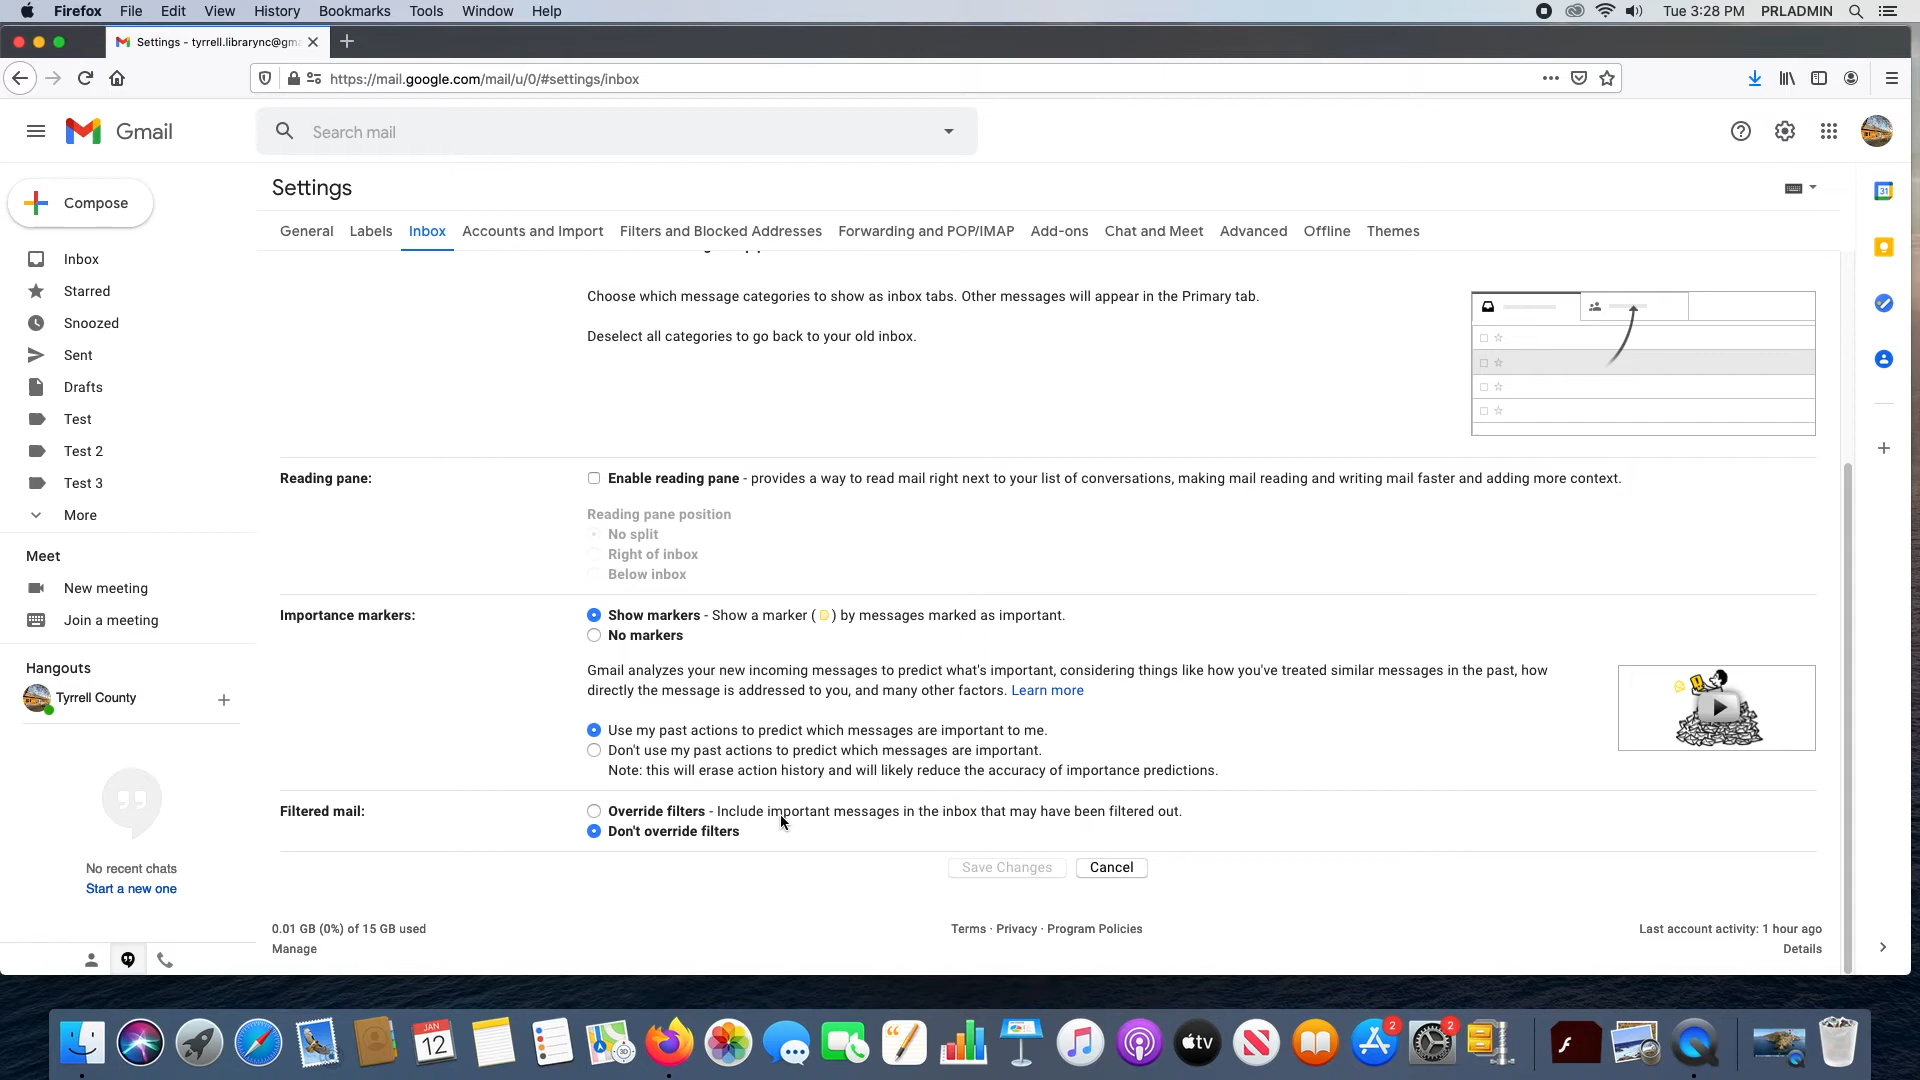 Firefox File Edit View History Bookmarks Tools Window Help
Tue 3:28 PM PRLADMIN
Settings - tyrrell.librarync@gm
https://mail.google.com/mail/u/0/#settings/inbox
Gmail
Search mail
Compose
Settings
General Labels Inbox Accounts and Import Filters and Blocked Addresses Forwarding and POP/IMAP Add-ons Chat and Meet Advanced Offline Themes
31
Inbox
Starred
Snoozed
Sent
Drafts
Test
Test 2
Test 3
More
Meet
New meeting
Join a meeting
Hangouts
Tyrrell County
No recent chats
Start a new one
Choose which message categories to show as inbox tabs. Other messages will appear in the Primary tab.
Deselect all categories to go back to your old inbox.
Reading pane:
Enable reading pane - provides a way to read mail right next to your list of conversations, making mail reading and writing mail faster and adding more context.
Reading pane position
No split
Right of inbox
Below inbox
Importance markers:
Show markers - Show a marker ( ) by messages marked as important.
No markers
Gmail analyzes your new incoming messages to predict what's important, considering things like how you've treated similar messages in the past, how
directly the message is addressed to you, and many other factors. Learn more
Use my past actions to predict which messages are important to me.
Don't use my past actions to predict which messages are important.
Note: this will erase action history and will likely reduce the accuracy of importance predictions.
Filtered mail:
Override filters - Include important messages in the inbox that may have been filtered out.
Don't override filters
Save Changes Cancel
0.01 GB (0%) of 15 GB used
Manage
Terms · Privacy · Program Policies
Last account activity: 1 hour ago
Details
JAN
12
3D
tv
2
2